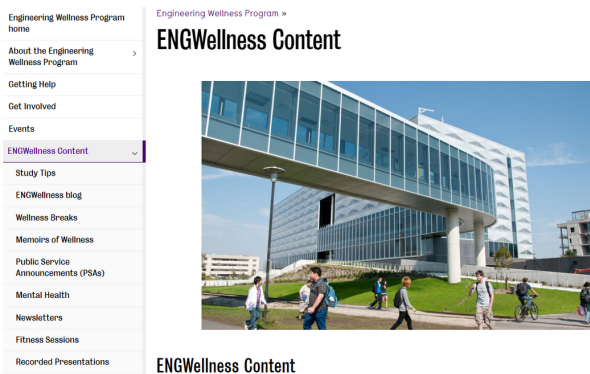 Engineering Wellness Program
home
About the Engineering
Wellness Program
Getting Help
Get Involved
Events
ENGWellness Content
Study Tips
ENGWellness blog
Wellness Breaks
Memoirs of Wellness
Public Service
Announcements (PSAs)
Mental Health
Newsletters
Fitness Sessions
Recorded Presentations
Engineering Wellness Program »
ENGWellness Content
ENGWellness Content